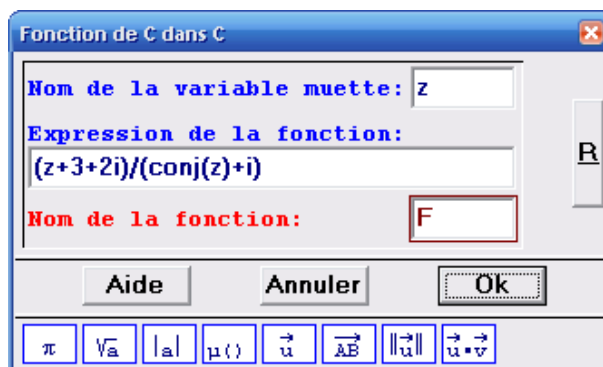 Fonction de C dans C
Nom de la variable muette: z
R
Expression de la fonction:
(z+3+2i)/(conj(z)+i)
Nom de la fonction: F
Aide Annuler Ok
π √a |a| µ() u⃗ AB⃗ ||u⃗|| u⃗•v⃗